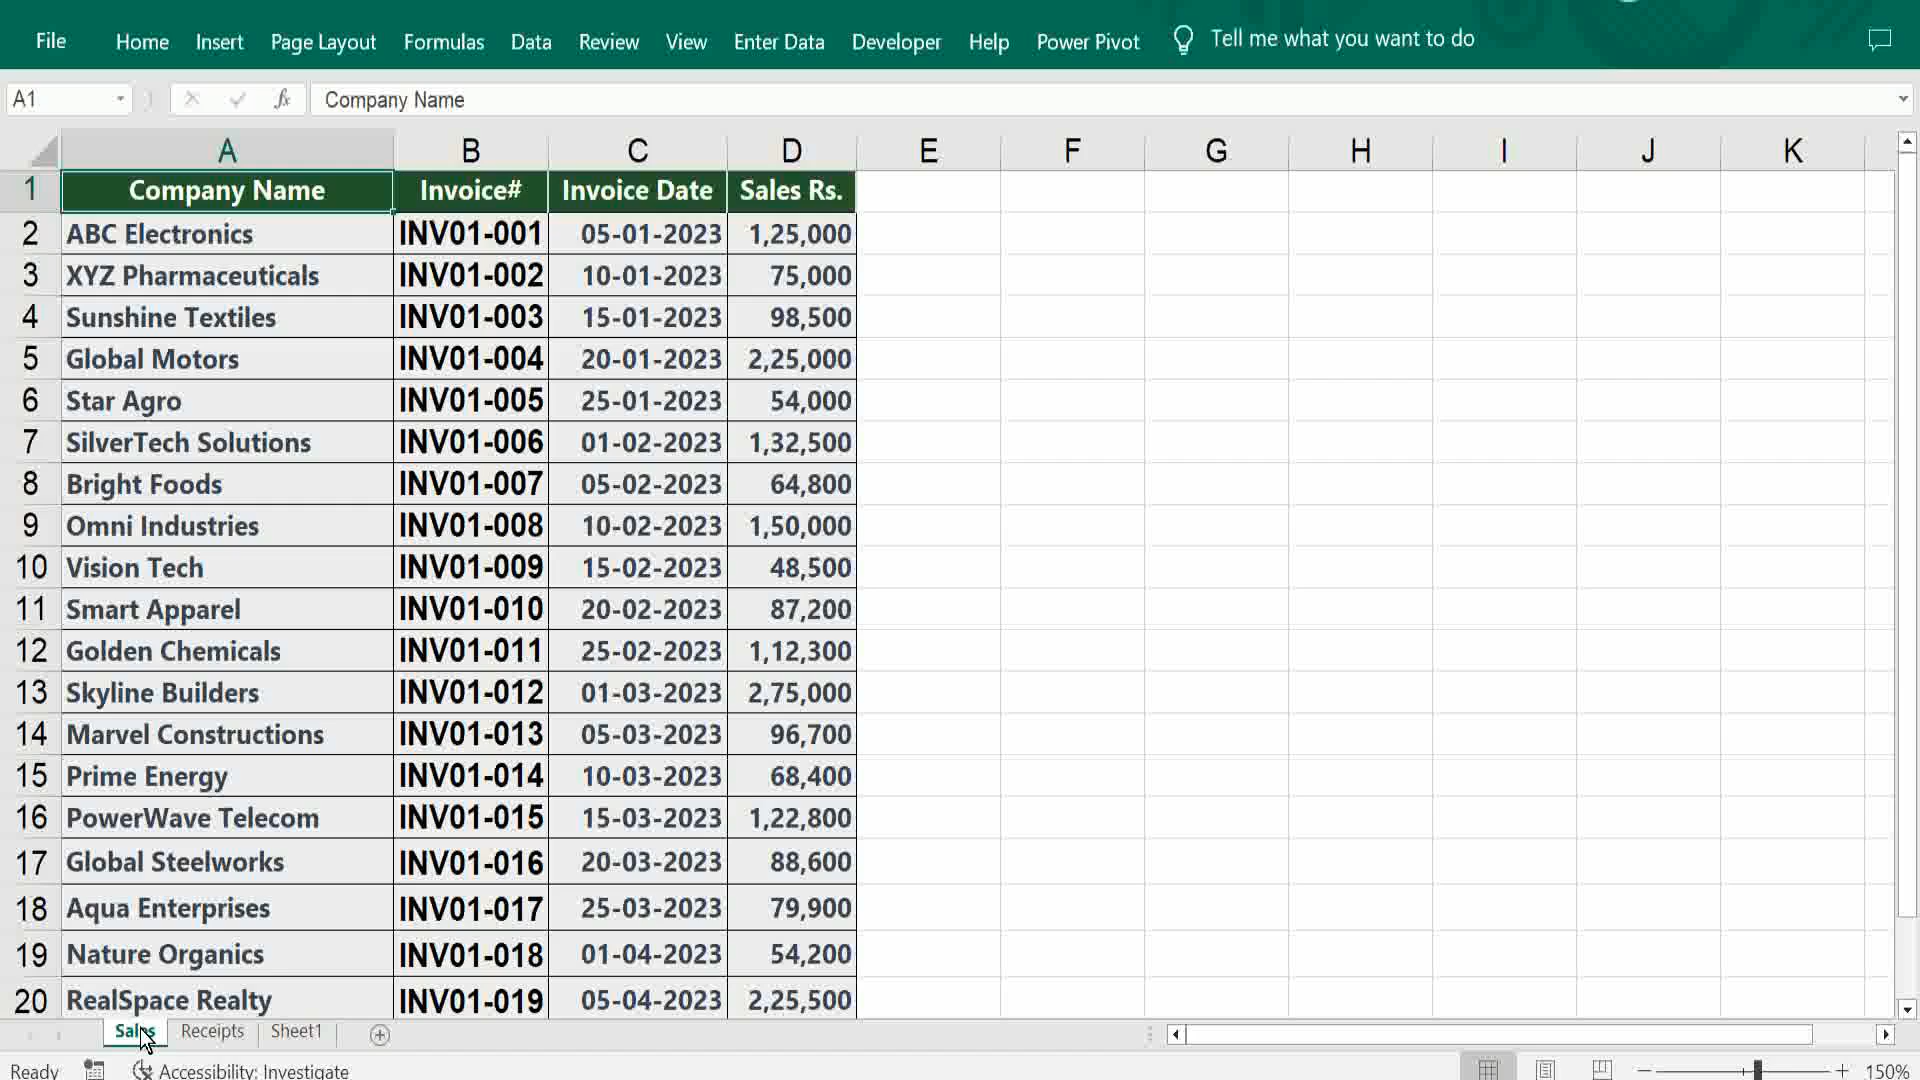 File Home Insert Page Layout Formulas Data Review View Enter Data Developer Help Power Pivot Tell me what you want to do
A1 fx Company Name
A B C D E F G H I J K
1 Company Name Invoice# Invoice Date Sales Rs.
2 ABC Electronics INV01-001 05-01-2023 1,25,000
3 XYZ Pharmaceuticals INV01-002 10-01-2023 75,000
4 Sunshine Textiles INV01-003 15-01-2023 98,500
5 Global Motors INV01-004 20-01-2023 2,25,000
6 Star Agro INV01-005 25-01-2023 54,000
7 SilverTech Solutions INV01-006 01-02-2023 1,32,500
8 Bright Foods INV01-007 05-02-2023 64,800
9 Omni Industries INV01-008 10-02-2023 1,50,000
10 Vision Tech INV01-009 15-02-2023 48,500
11 Smart Apparel INV01-010 20-02-2023 87,200
12 Golden Chemicals INV01-011 25-02-2023 1,12,300
13 Skyline Builders INV01-012 01-03-2023 2,75,000
14 Marvel Constructions INV01-013 05-03-2023 96,700
15 Prime Energy INV01-014 10-03-2023 68,400
16 PowerWave Telecom INV01-015 15-03-2023 1,22,800
17 Global Steelworks INV01-016 20-03-2023 88,600
18 Aqua Enterprises INV01-017 25-03-2023 79,900
19 Nature Organics INV01-018 01-04-2023 54,200
20 RealSpace Realty INV01-019 05-04-2023 2,25,500
Sales Receipts Sheet1
Ready Accessibility: Investigate 150%